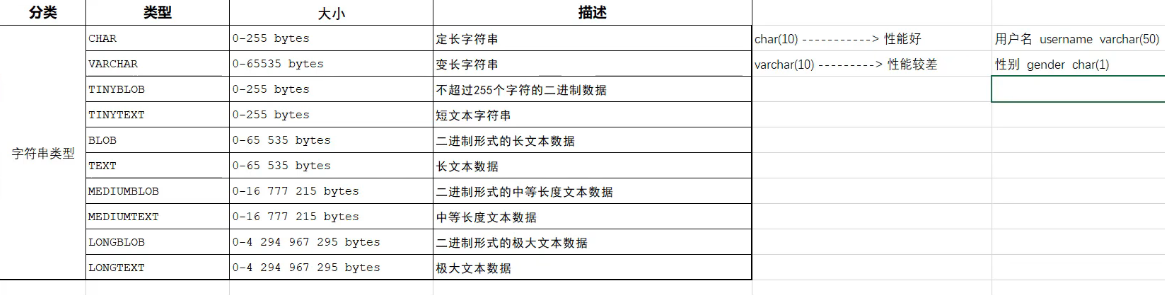 分类 类型 大小 描述
CHAR 0-255 bytes 定长字符串 char(10) -----------> 性能好 用户名 username varchar(50)
VARCHAR 0-65535 bytes 变长字符串 varchar(10) ---------> 性能较差 性别 gender char(1)
TINYBLOB 0-255 bytes 不超过255个字符的二进制数据
TINYTEXT 0-255 bytes 短文本字符串
BLOB 0-65 535 bytes 二进制形式的长文本数据
字符串类型
TEXT 0-65 535 bytes 长文本数据
MEDIUMBLOB 0-16 777 215 bytes 二进制形式的中等长度文本数据
MEDIUMTEXT 0-16 777 215 bytes 中等长度文本数据
LONGBLOB 0-4 294 967 295 bytes 二进制形式的极大文本数据
LONGTEXT 0-4 294 967 295 bytes 极大文本数据